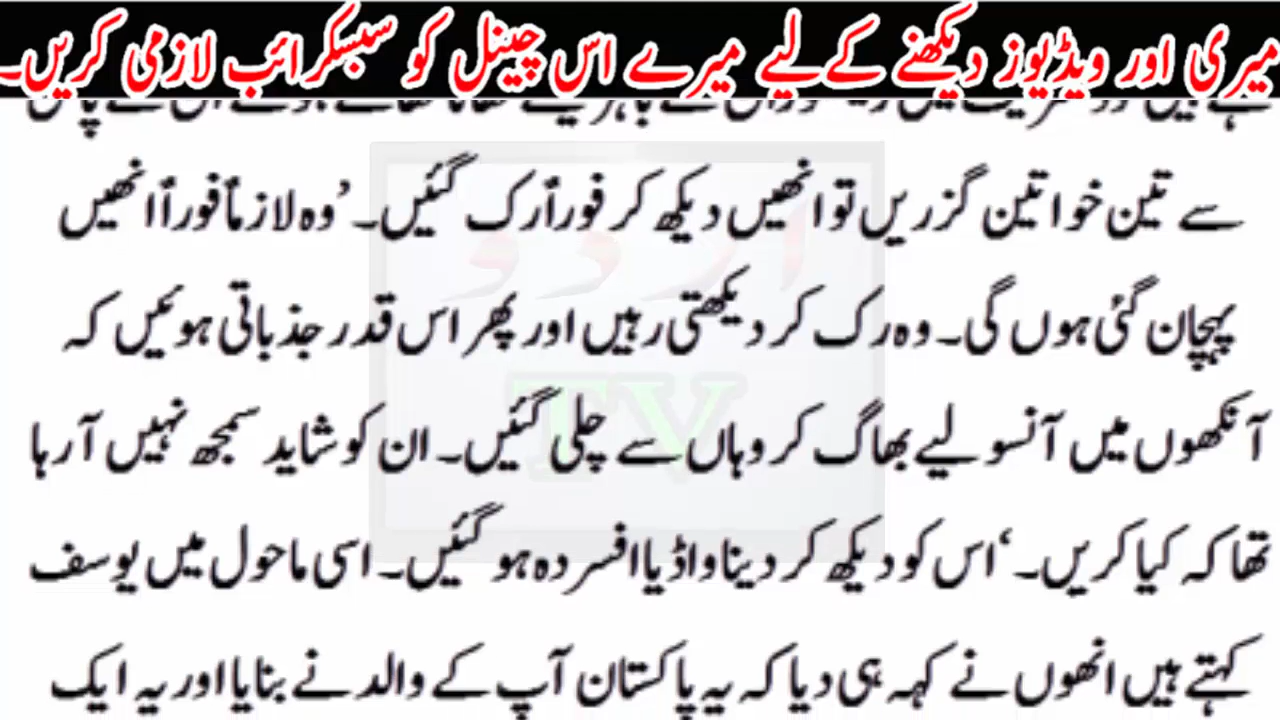 میری اور ویڈیوز دیکھنے کےلیے میرے اس چینل کو سبسکرائب لازمی کریں۔
سے تین خواتین گزریں تو انھیں دیکھ کر فوراً رک گئیں۔ ’وہ لازماً فوراً انھیں
پہچان گئی ہوں گی۔ وہ رک کر دیکھتی رہیں اور پھر اس قدر جذباتی ہوئیں کہ
آنکھوں میں آنسو لیے بھاگ کر وہاں سے چلی گئیں۔ ان کو شاید سمجھ نہیں آ رہا
تھا کہ کیا کریں۔‘ اس کو دیکھ کر دینا واڈیا افسردہ ہو گئیں۔ اسی ماحول میں یوسف
کہتے ہیں انھوں نے کہہ ہی دیا کہ یہ پاکستان آپ کے والد نے بنایا اور یہ ایک
اردو
TV